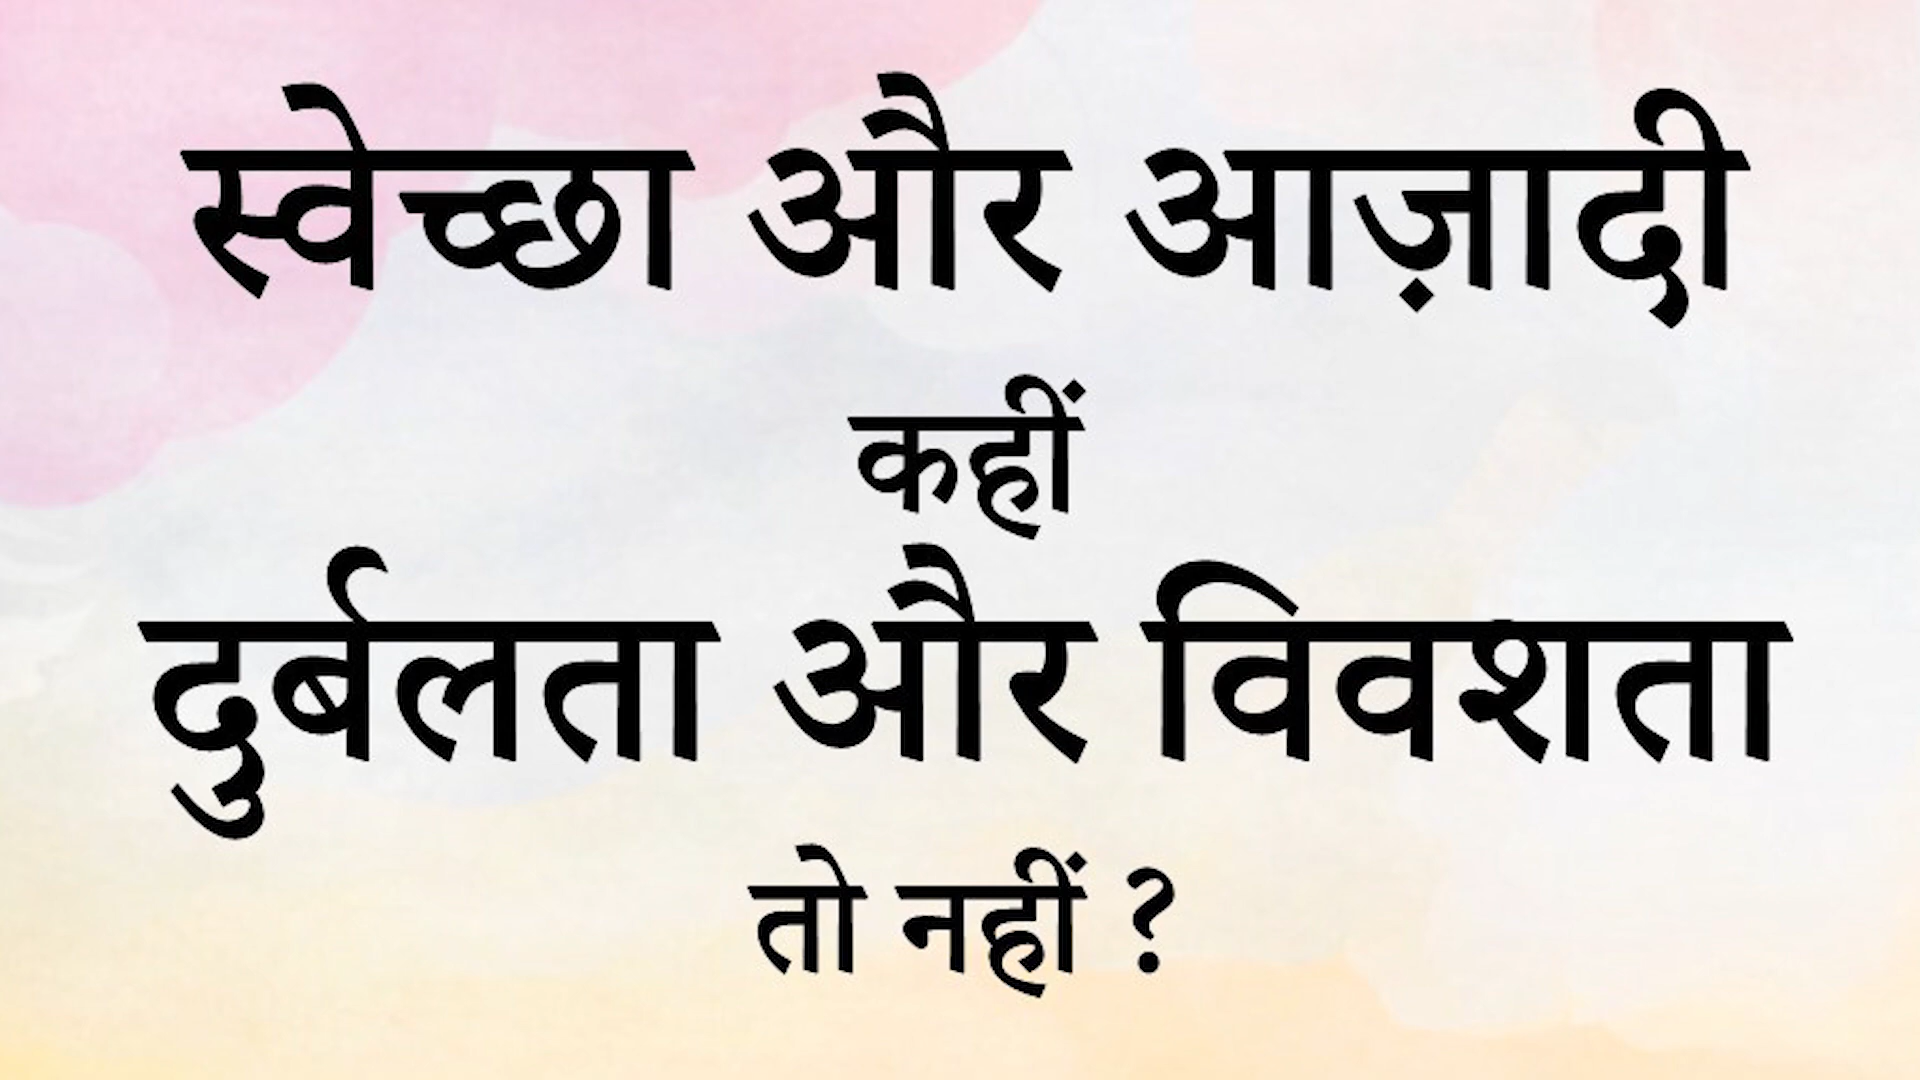 स्वेच्छा और आज़ादी
कहीं
दुर्बलता और विवशता
तो नहीं ?